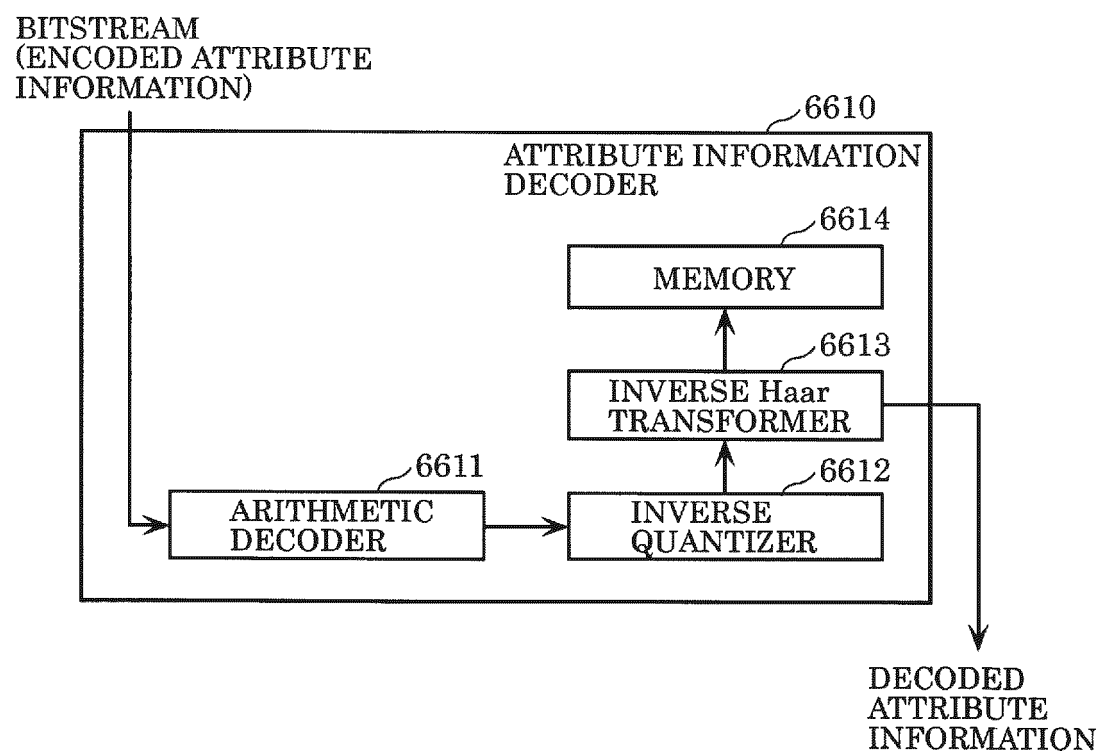 BITSTREAM
(ENCODED ATTRIBUTE
INFORMATION)
6610
ATTRIBUTE INFORMATION
DECODER
6614
MEMORY
6613
INVERSE Haar
TRANSFORMER
6611
ARITHMETIC
DECODER
6612
INVERSE
QUANTIZER
DECODED
ATTRIBUTE
INFORMATION